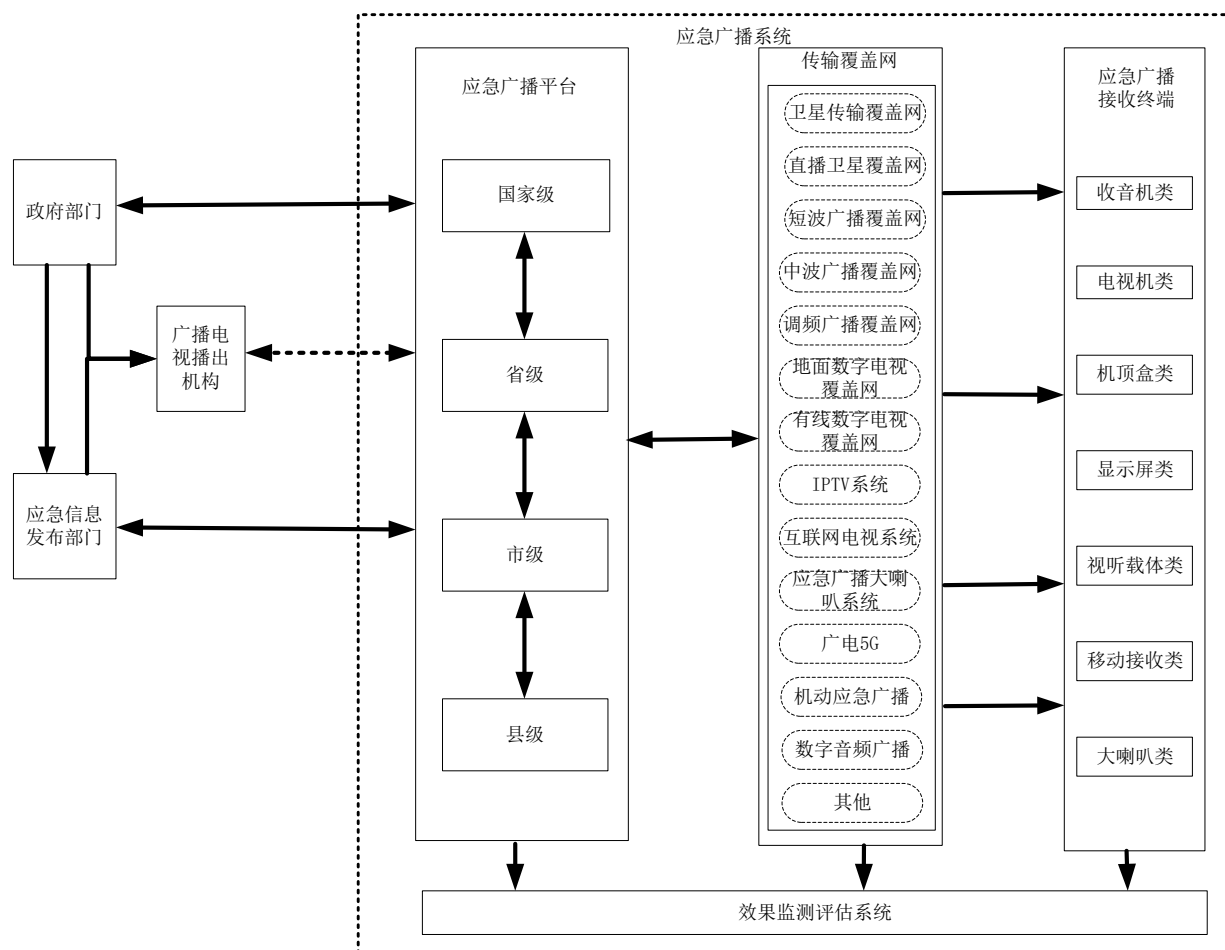 应急广播系统
政府部门
广播电
视播出
机构
应急信息
发布部门
应急广播平台
国家级
省级
市级
县级
传输覆盖网
卫星传输覆盖网
直播卫星覆盖网
短波广播覆盖网
中波广播覆盖网
调频广播覆盖网
地面数字电视
覆盖网
有线数字电视
覆盖网
IPTV系统
互联网电视系统
应急广播大喇
叭系统
广电5G
机动应急广播
数字音频广播
其他
应急广播
接收终端
收音机类
电视机类
机顶盒类
显示屏类
视听载体类
移动接收类
大喇叭类
效果监测评估系统